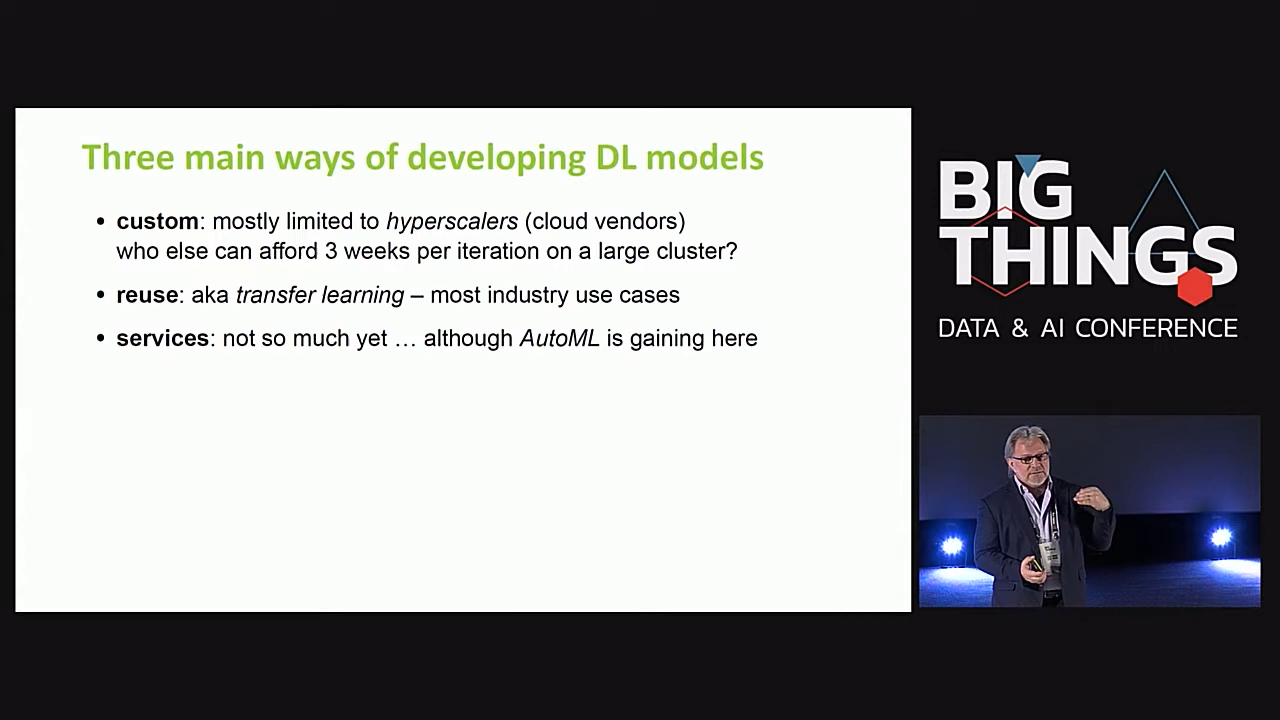 Three main ways of developing DL models
• custom: mostly limited to hyperscalers (cloud vendors)
who else can afford 3 weeks per iteration on a large cluster?
• reuse: aka transfer learning – most industry use cases
• services: not so much yet … although AutoML is gaining here
BIG
THINGS
DATA & AI CONFERENCE